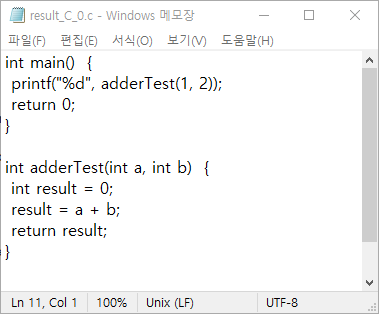 result_C_0.c - Windows 메모장
파일(F) 편집(E) 서식(O) 보기(V) 도움말(H)
int main()  {
 printf("%d", adderTest(1, 2));
 return 0;
}

int adderTest(int a, int b)  {
 int result = 0;
 result = a + b;
 return result;
}
Ln 11, Col 1 100% Unix (LF) UTF-8